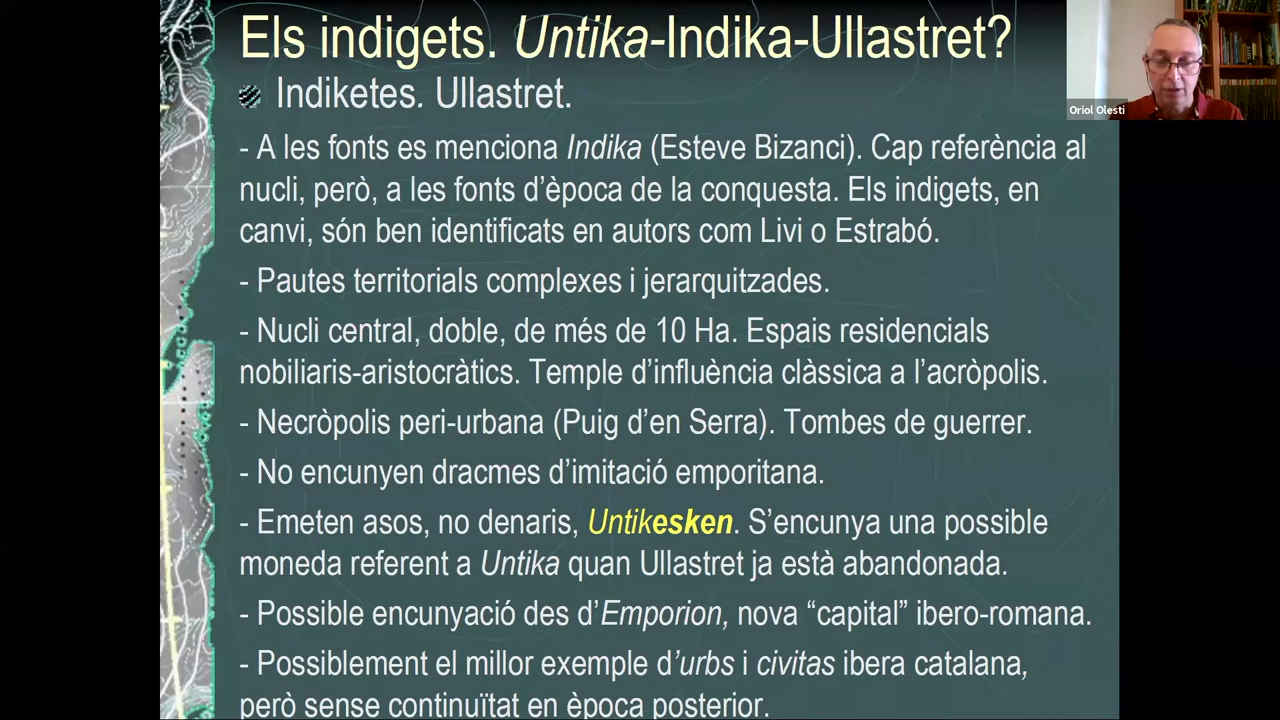 Els indigets. Untika-Indika-Ullastret?
Indiketes. Ullastret.
- A les fonts es menciona Indika (Esteve Bizanci). Cap referència al
nucli, però, a les fonts d’època de la conquesta. Els indigets, en
canvi, són ben identificats en autors com Livi o Estrabó.
- Pautes territorials complexes i jerarquitzades.
- Nucli central, doble, de més de 10 Ha. Espais residencials
nobiliaris-aristocràtics. Temple d’influència clàssica a l’acròpolis.
- Necròpolis peri-urbana (Puig d’en Serra). Tombes de guerrer.
- No encunyen dracmes d’imitació emporitana.
- Emeten asos, no denaris, Untikesken. S’encunya una possible
moneda referent a Untika quan Ullastret ja està abandonada.
- Possible encunyació des d’Emporion, nova “capital” ibero-romana.
- Possiblement el millor exemple d’urbs i civitas ibera catalana,
però sense continuïtat en època posterior.
Oriol Olesti